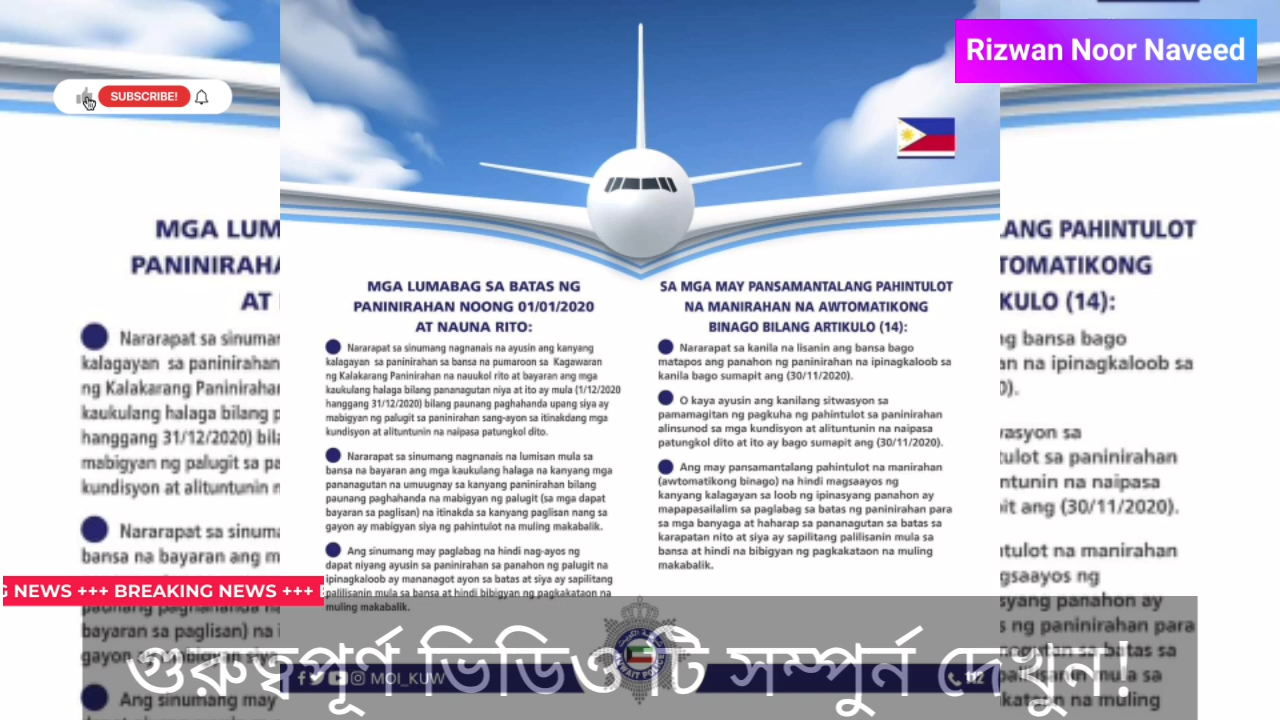 Rizwan Noor Naveed
SUBSCRIBE!
MGA LUMABAG SA BATAS NG
PANINIRAHAN NOONG 01/01/2020
AT NAUNA RITO:
Nararapat sa sinumang nagnanais na ayusin ang kanyang
kalagayan sa paninirahan sa bansa na pumaroon sa Kagawaran
ng Kalakarang Paninirahan na nauukol rito at bayaran ang mga
kaukulang halaga bilang pananagutan niya at ito ay mula (1/12/2020
hanggang 31/12/2020) bilang paunang paghahanda upang siya ay
mabigyan ng palugit sa paninirahan sang-ayon sa itinakdang mga
kundisyon at alituntunin na naipasa patungkol dito.
Nararapat sa sinumang nagnanais na lumisan mula sa
bansa na bayaran ang mga kaukulang halaga na kanyang mga
pananagutan na umuugnay sa kanyang paninirahan bilang
paunang paghahanda na mabigyan ng palugit (sa mga dapat
bayaran sa paglisan) na itinakda sa kanyang paglisan nang sa
gayon ay mabigyan siya ng pahintulot na muling makabalik.
Ang sinumang may paglabag na hindi nag-ayos ng
dapat niyang ayusin sa paninirahan sa panahon ng palugit na
ipinagkaloob ay mananagot ayon sa batas at siya ay sapilitang
palilisanin mula sa bansa at hindi bibigyan ng pagkakataon na
muling makabalik.
SA MGA MAY PANSAMANTALANG PAHINTULOT
NA MANIRAHAN NA AWTOMATIKONG
BINAGO BILANG ARTIKULO (14):
Nararapat sa kanila na lisanin ang bansa bago
matapos ang panahon ng paninirahan na ipinagkaloob sa
kanila bago sumapit ang (30/11/2020).
O kaya ayusin ang kanilang sitwasyon sa
pamamagitan ng pagkuha ng pahintulot sa paninirahan
alinsunod sa mga kundisyon at alituntunin na naipasa
patungkol dito at ito ay bago sumapit ang (30/11/2020).
Ang may pansamantalang pahintulot na manirahan
(awtomatikong binago) na hindi magsaayos ng
kanyang kalagayan sa loob ng ipinasyang panahon ay
mapapasailalim sa paglabag sa batas ng paninirahan para
sa mga banyaga at haharap sa pananagutan sa batas sa
karapatan nito at siya ay sapilitang palilisanin mula sa
bansa at hindi na bibigyan ng pagkakataon na muling
makabalik.
G NEWS +++ BREAKING NEWS +++
গুরুত্বপূর্ণ ভিডিও টি সম্পুর্ন দেখুন!
MOI_KUW
112